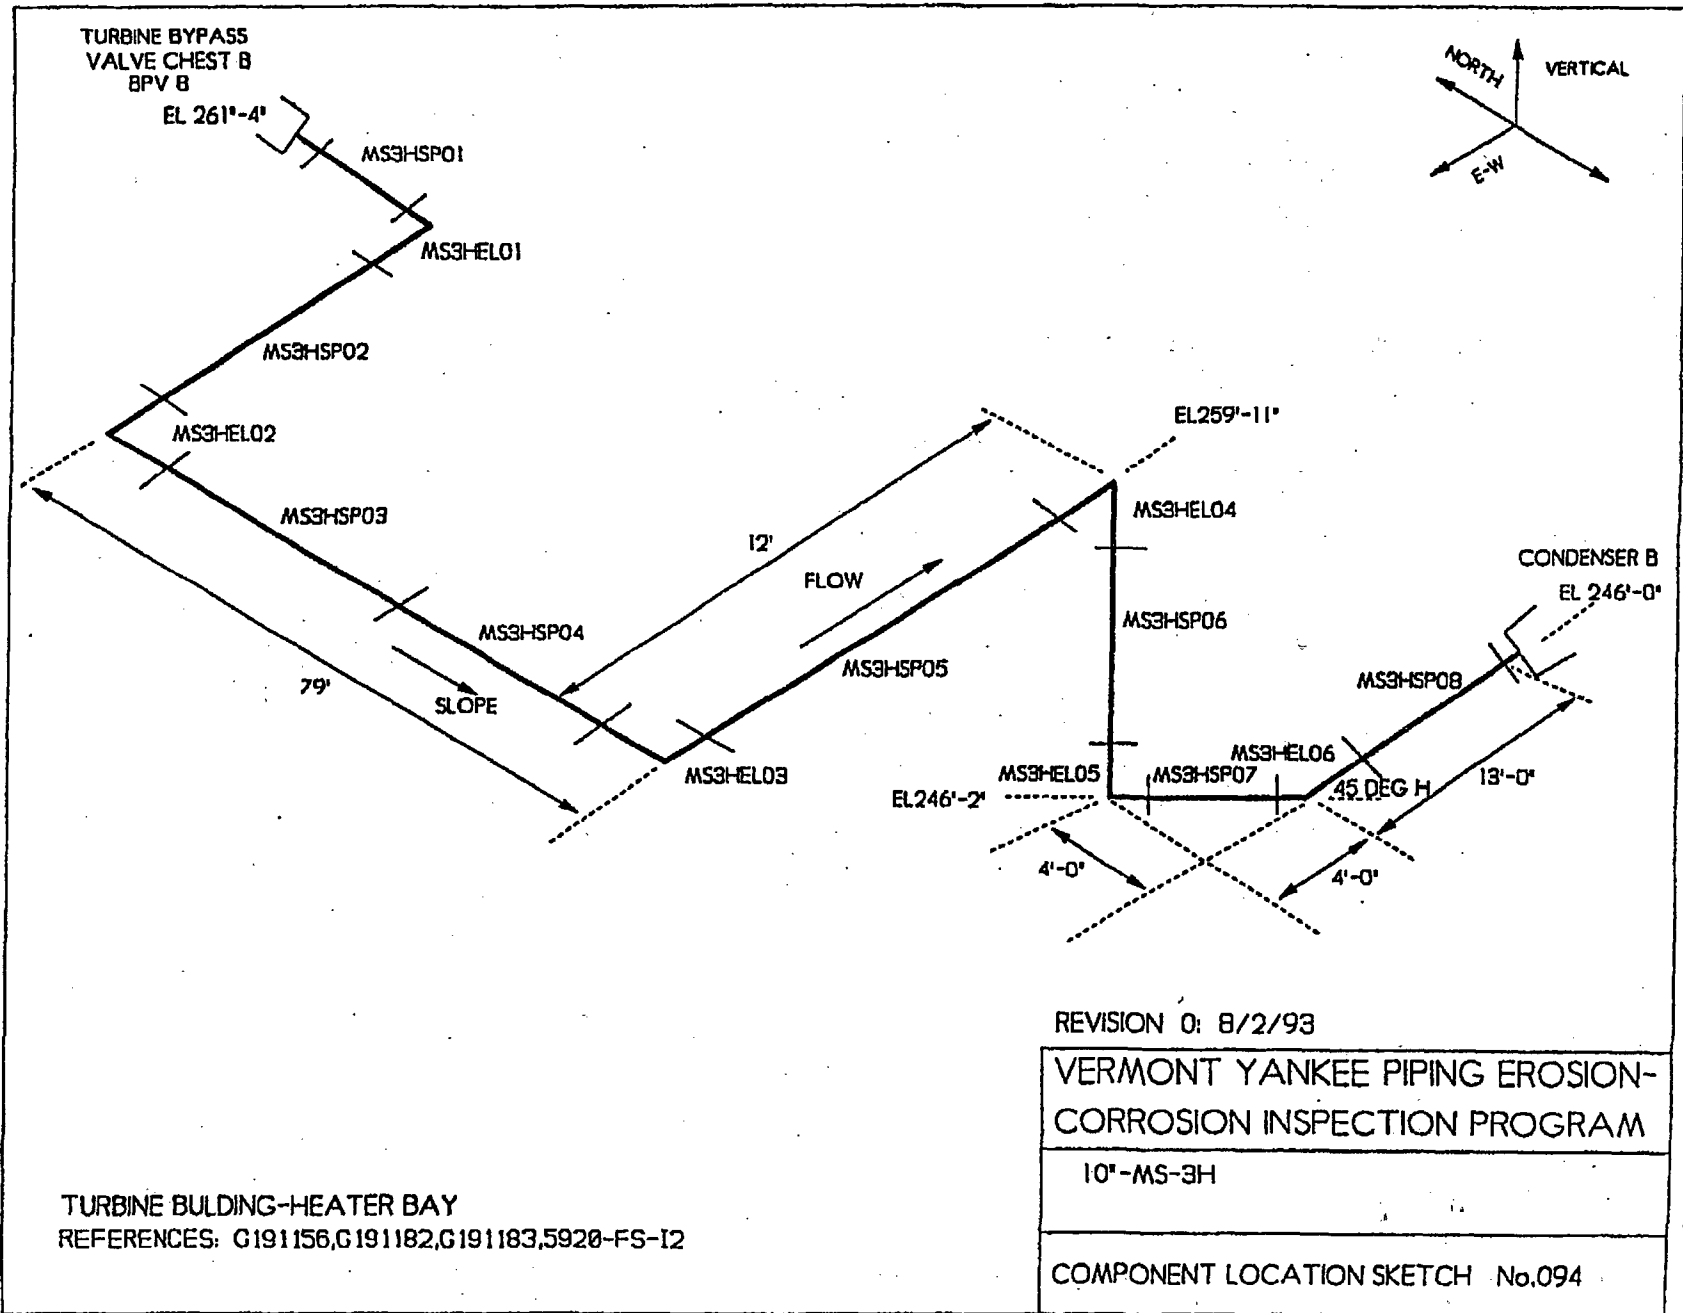 TURBINE BYPASS
VALVE CHEST B
BPV B
EL 261"-4"
NORTH
VERTICAL
E-W
MS3HSP01
MS3HEL01
MS3HSP02
MS3HEL02
MS3HSP03
MS3HSP04
79'
SLOPE
MS3HEL03
12'
FLOW
MS3HSP05
EL259'-11"
MS3HEL04
MS3HSP06
CONDENSER B
EL 246'-0"
MS3HSP08
MS3HEL06
MS3HEL05
MS3HSP07
45 DEG H
13'-0"
EL246'-2"
4'-0"
4'-0"
REVISION 0: 8/2/93
VERMONT YANKEE PIPING EROSION-
CORROSION INSPECTION PROGRAM
10"-MS-3H
COMPONENT LOCATION SKETCH No.094
TURBINE BULDING-HEATER BAY
REFERENCES: G191156,G191182,G191183,5920-FS-I2